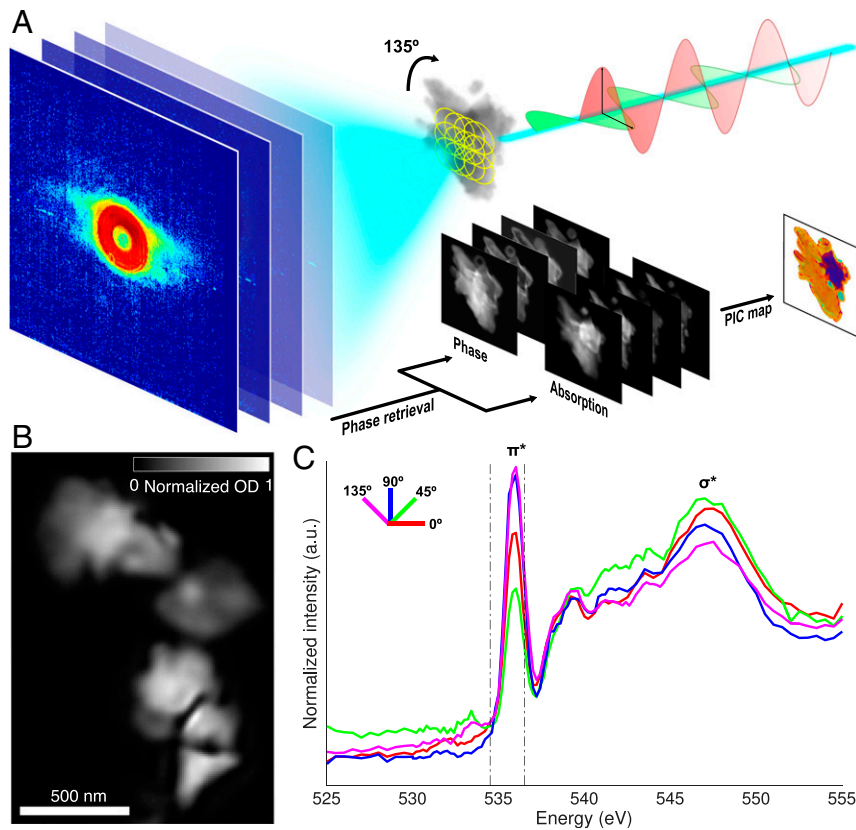 A
135º
Phase
Absorption
Phase retrieval
PIC map
B
0 Normalized OD 1
500 nm
C
π*
σ*
135º
90º
45º
0º
Normalized intensity (a.u.)
525 530 535 540 545 550 555
Energy (eV)